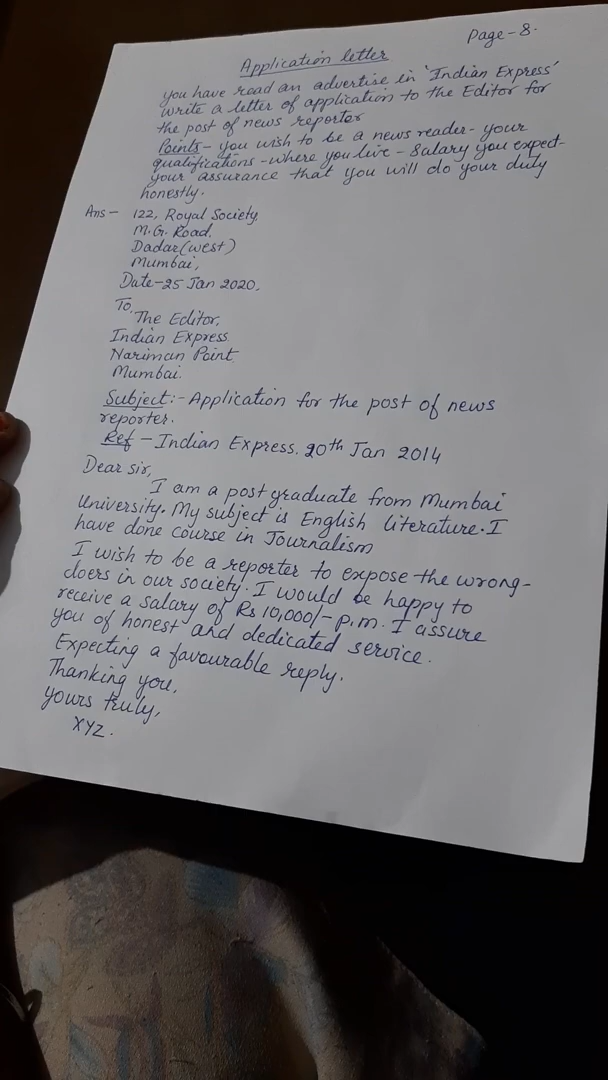 Page-8.
Application letter
you have read an advertise in 'Indian Express'
write a letter of application to the Editor for
the post of news reporter
Points - you wish to be a news reader - your
qualifications - where you live - Salary you expect-
your assurance that you will do your duty
honestly.
Ans - 122, Royal Society,
M.G. Road,
Dadar (west)
Mumbai,
Date-25 Jan 2020.
To,
The Editor,
Indian Express
Nariman Point
Mumbai.
Subject:- Application for the post of news
reporter.
Ref - Indian Express. 20th Jan 2014
Dear sir,
I am a postgraduate from Mumbai
University. My subject is English literature. I
have done course in Journalism
I wish to be a reporter to expose the wrong-
doers in our society. I would be happy to
receive a salary of Rs 10,000/- p.m. I assure
you of honest and dedicated service.
Expecting a favourable reply.
Thanking you,
yours truly,
XYZ.